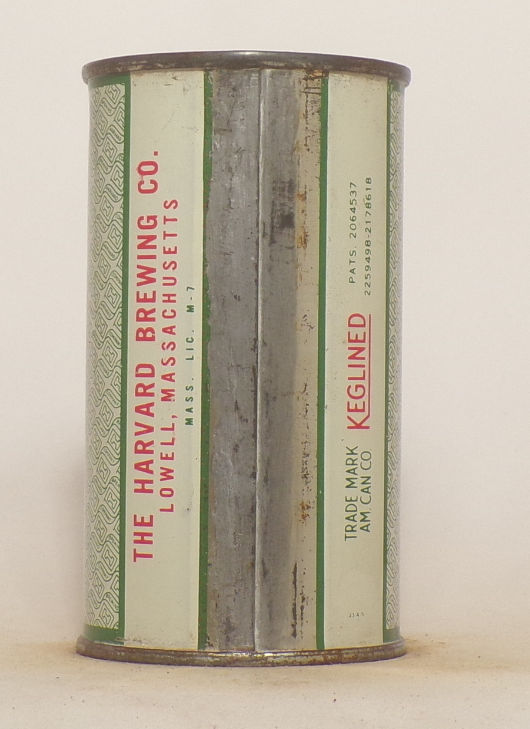 THE HARVARD BREWING CO.
LOWELL, MASSACHUSETTS
MASS. LIC. M-7
TRADE MARK
AM. CAN CO.
KEGLINED
PATS. 2064537
2259498-2178618